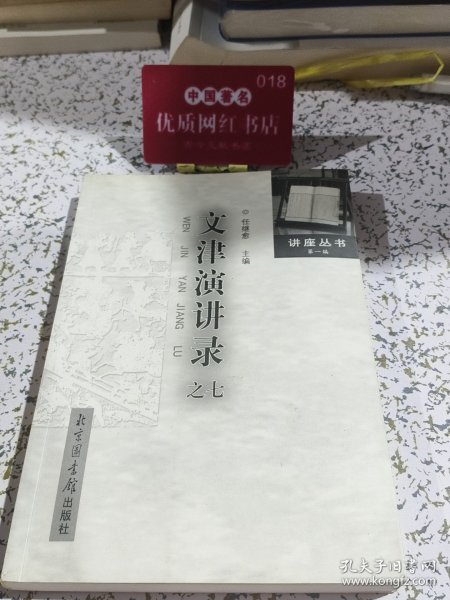 018
中国著名
优质网红书店
讲座丛书
第一编
◎任继愈 主编
文津演讲录
之七
WEN JIN YAN JIANG LU
北京图书馆出版社
孔夫子旧书网
www.kongfz.com